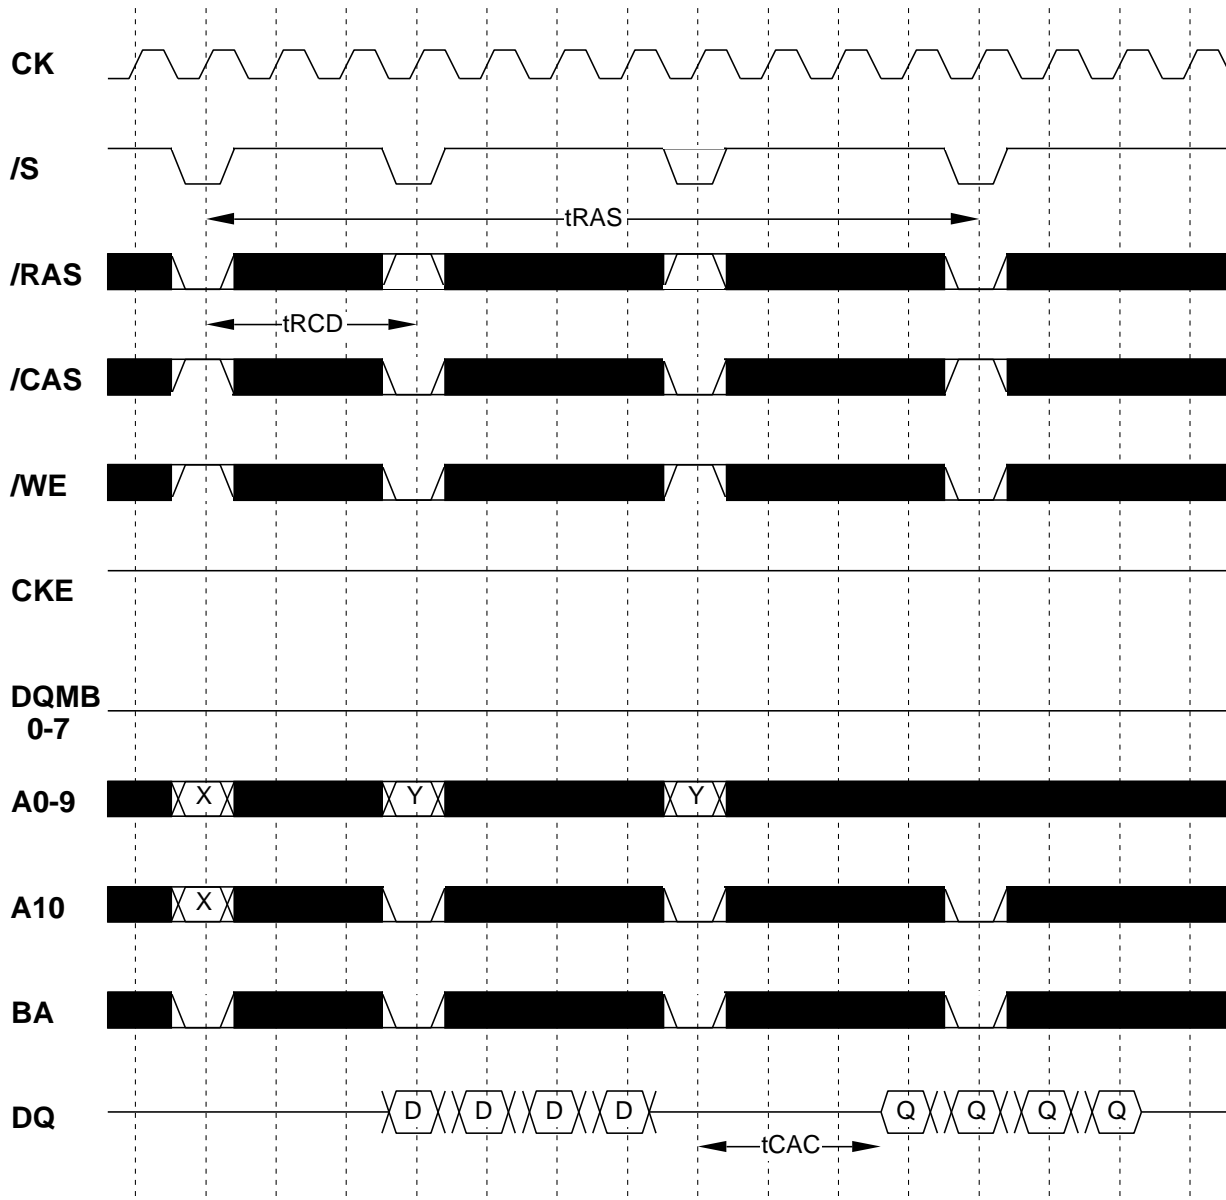 CK
/S
tRAS
/RAS
tRCD
/CAS
/WE
CKE
DQMB
0-7
A0-9 X Y Y
A10 X
BA
DQ D D D D Q Q Q Q
tCAC